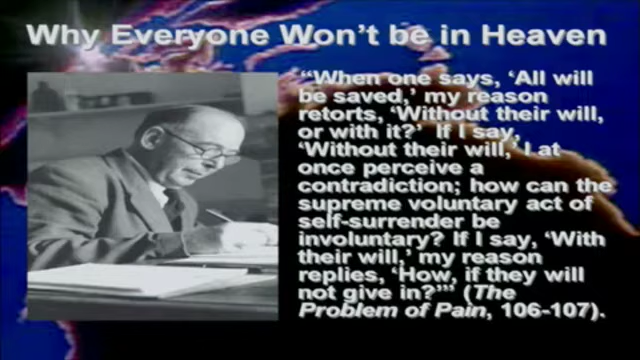 Why Everyone Won't be in Heaven
“When one says, ‘All will
be saved,’ my reason
retorts, ‘Without their will,
or with it?’ If I say,
‘Without their will,’ I at
once perceive a
contradiction; how can the
supreme voluntary act of
self-surrender be
involuntary? If I say, ‘With
their will,’ my reason
replies, ‘How, if they will
not give in?’” (The
Problem of Pain, 106-107).